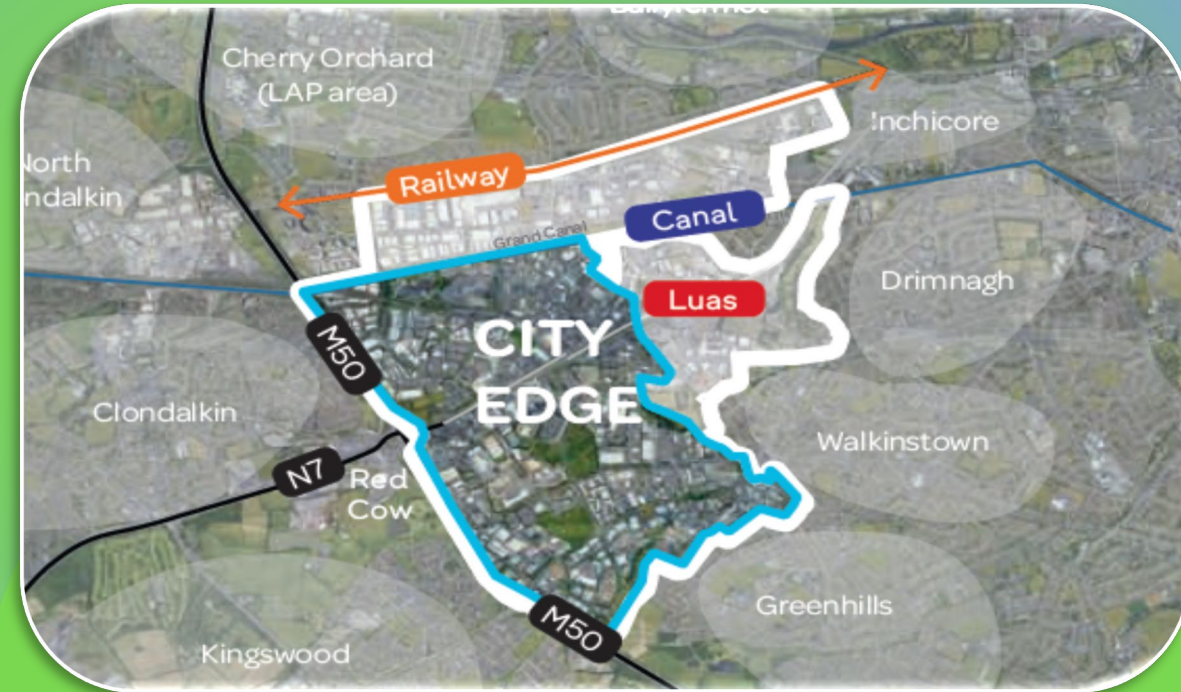 Cherry Orchard
(LAP area)
Inchicore
North
ndalkin
Railway
Canal
Grand Canal
Drimnagh
Luas
CITY
EDGE
M50
Clondalkin
Walkinstown
N7
Red
Cow
Greenhills
M50
Kingswood